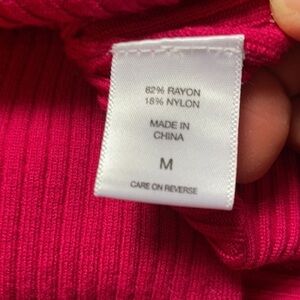 82% RAYON
18% NYLON
MADE IN
CHINA
M
CARE ON REVERSE